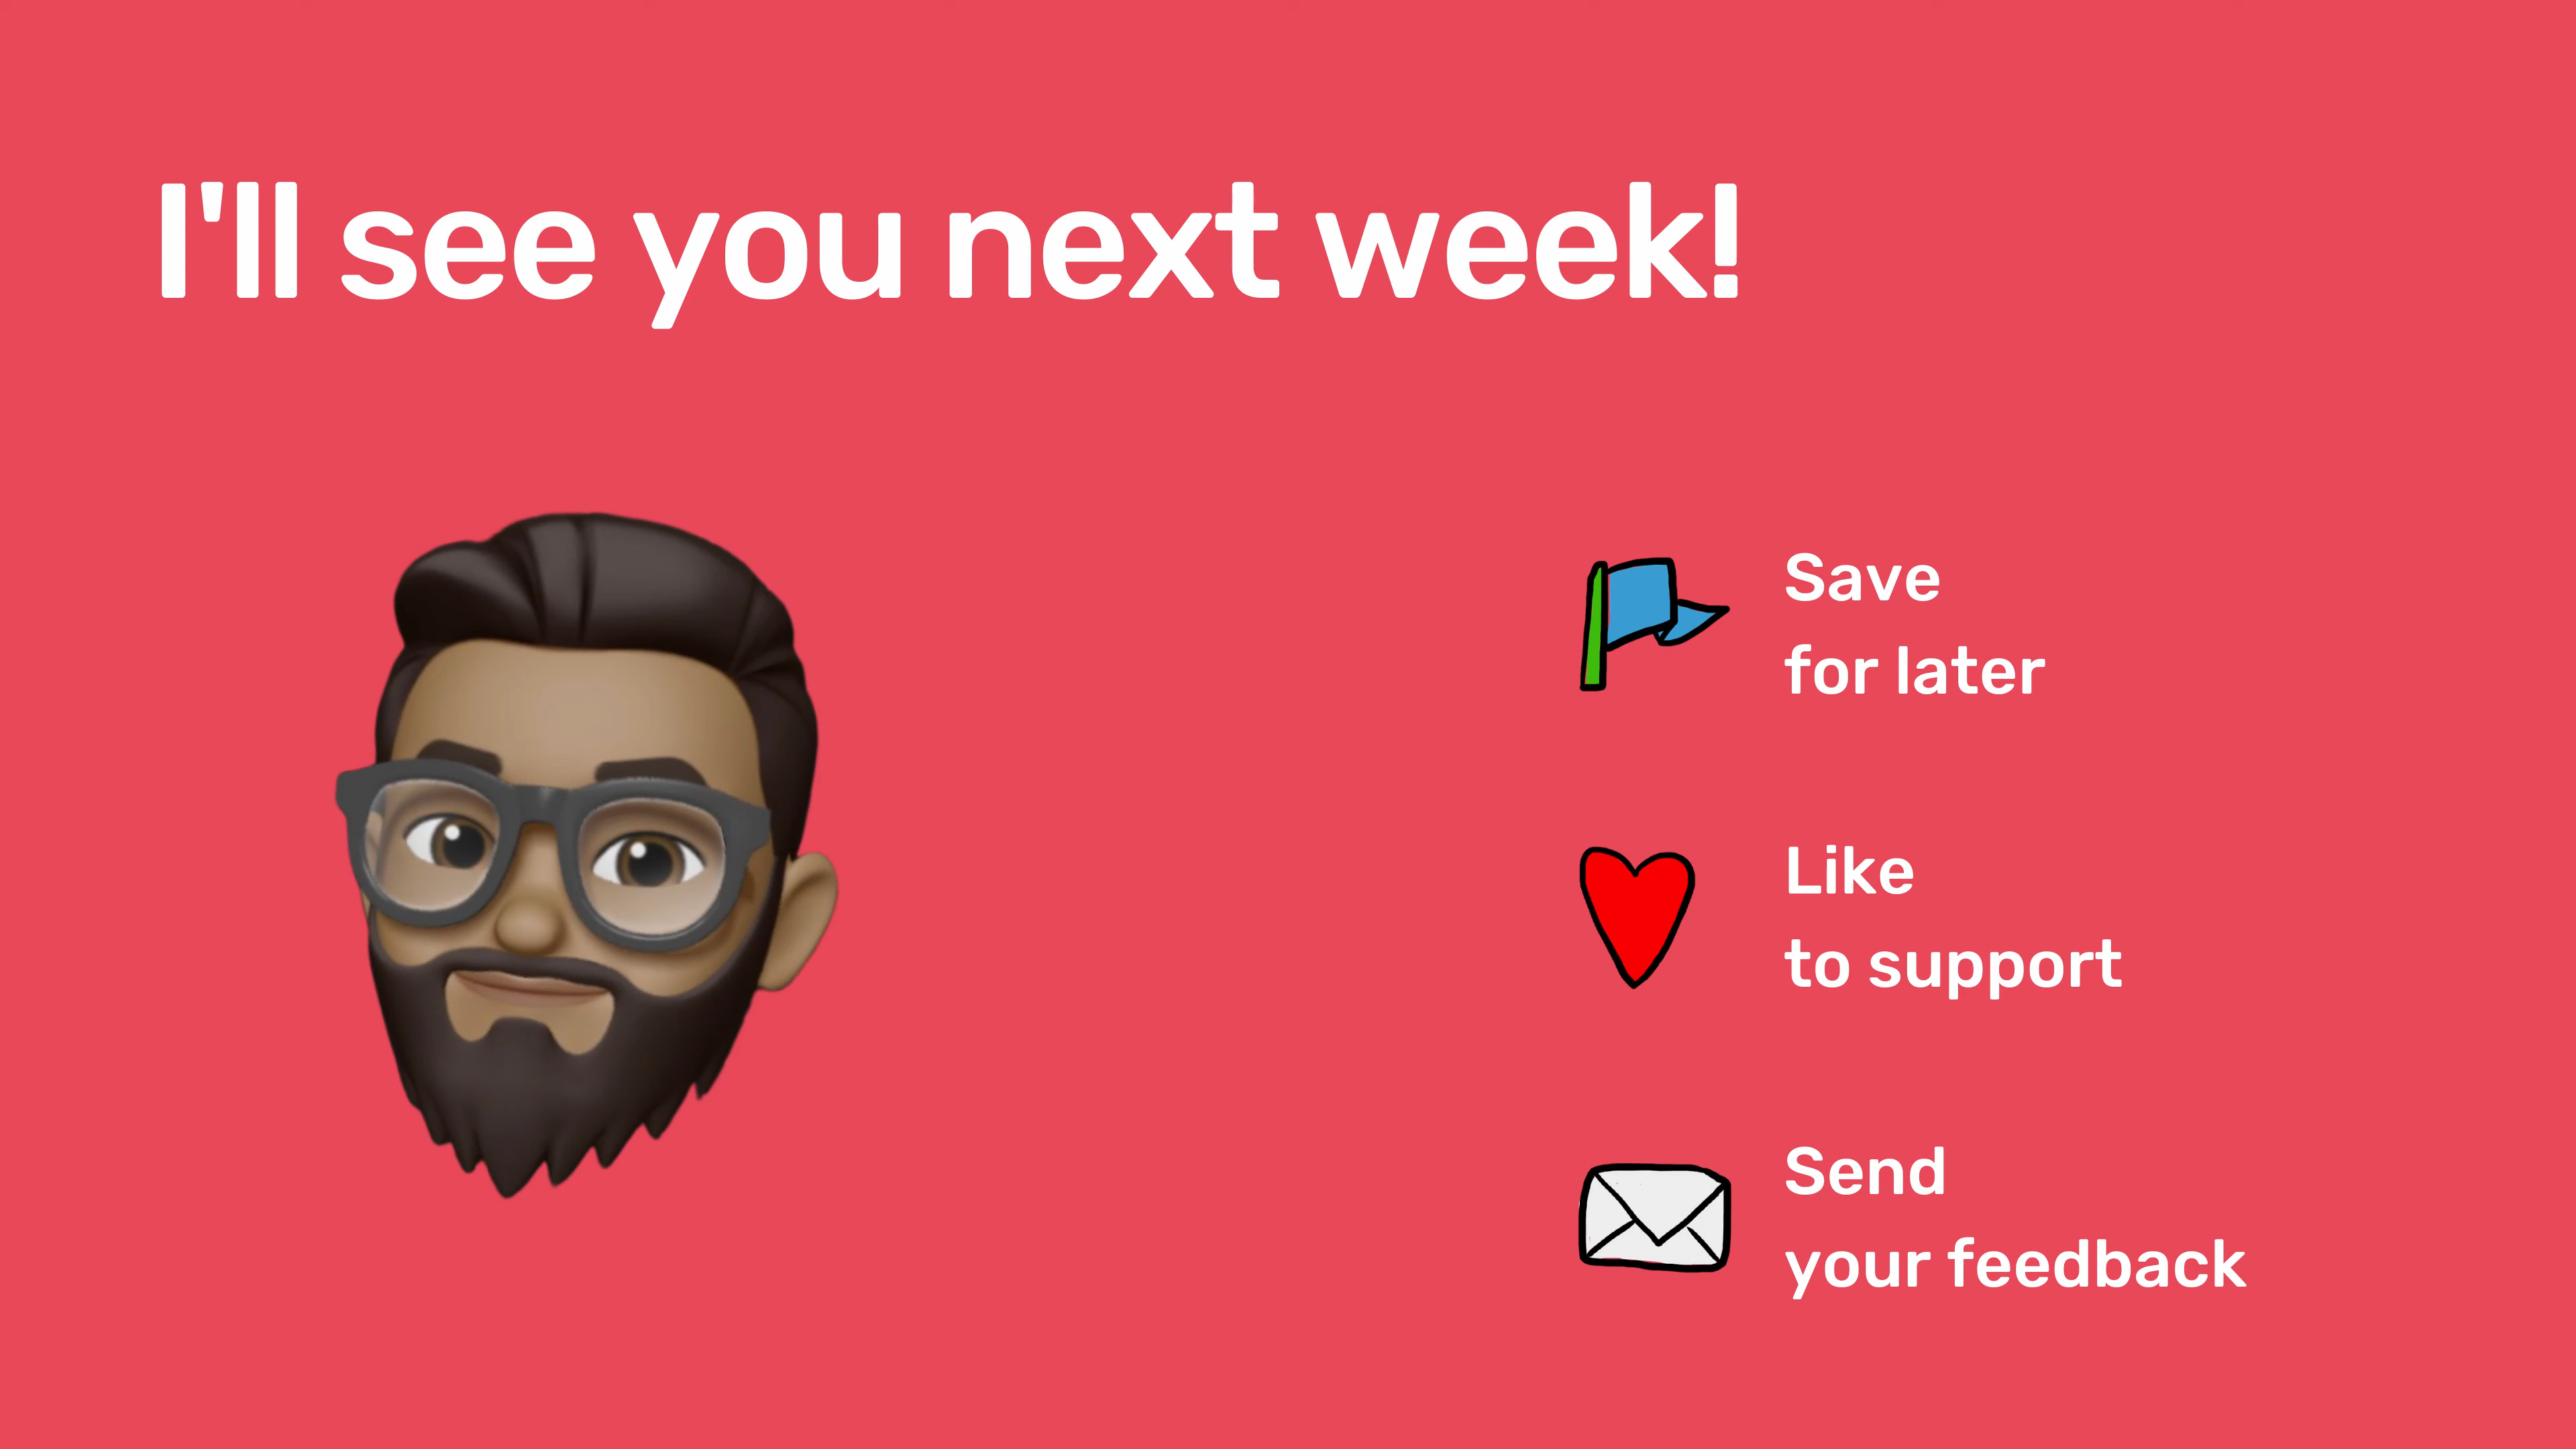 I'll see you next week!
Save
for later
Like
to support
Send
your feedback